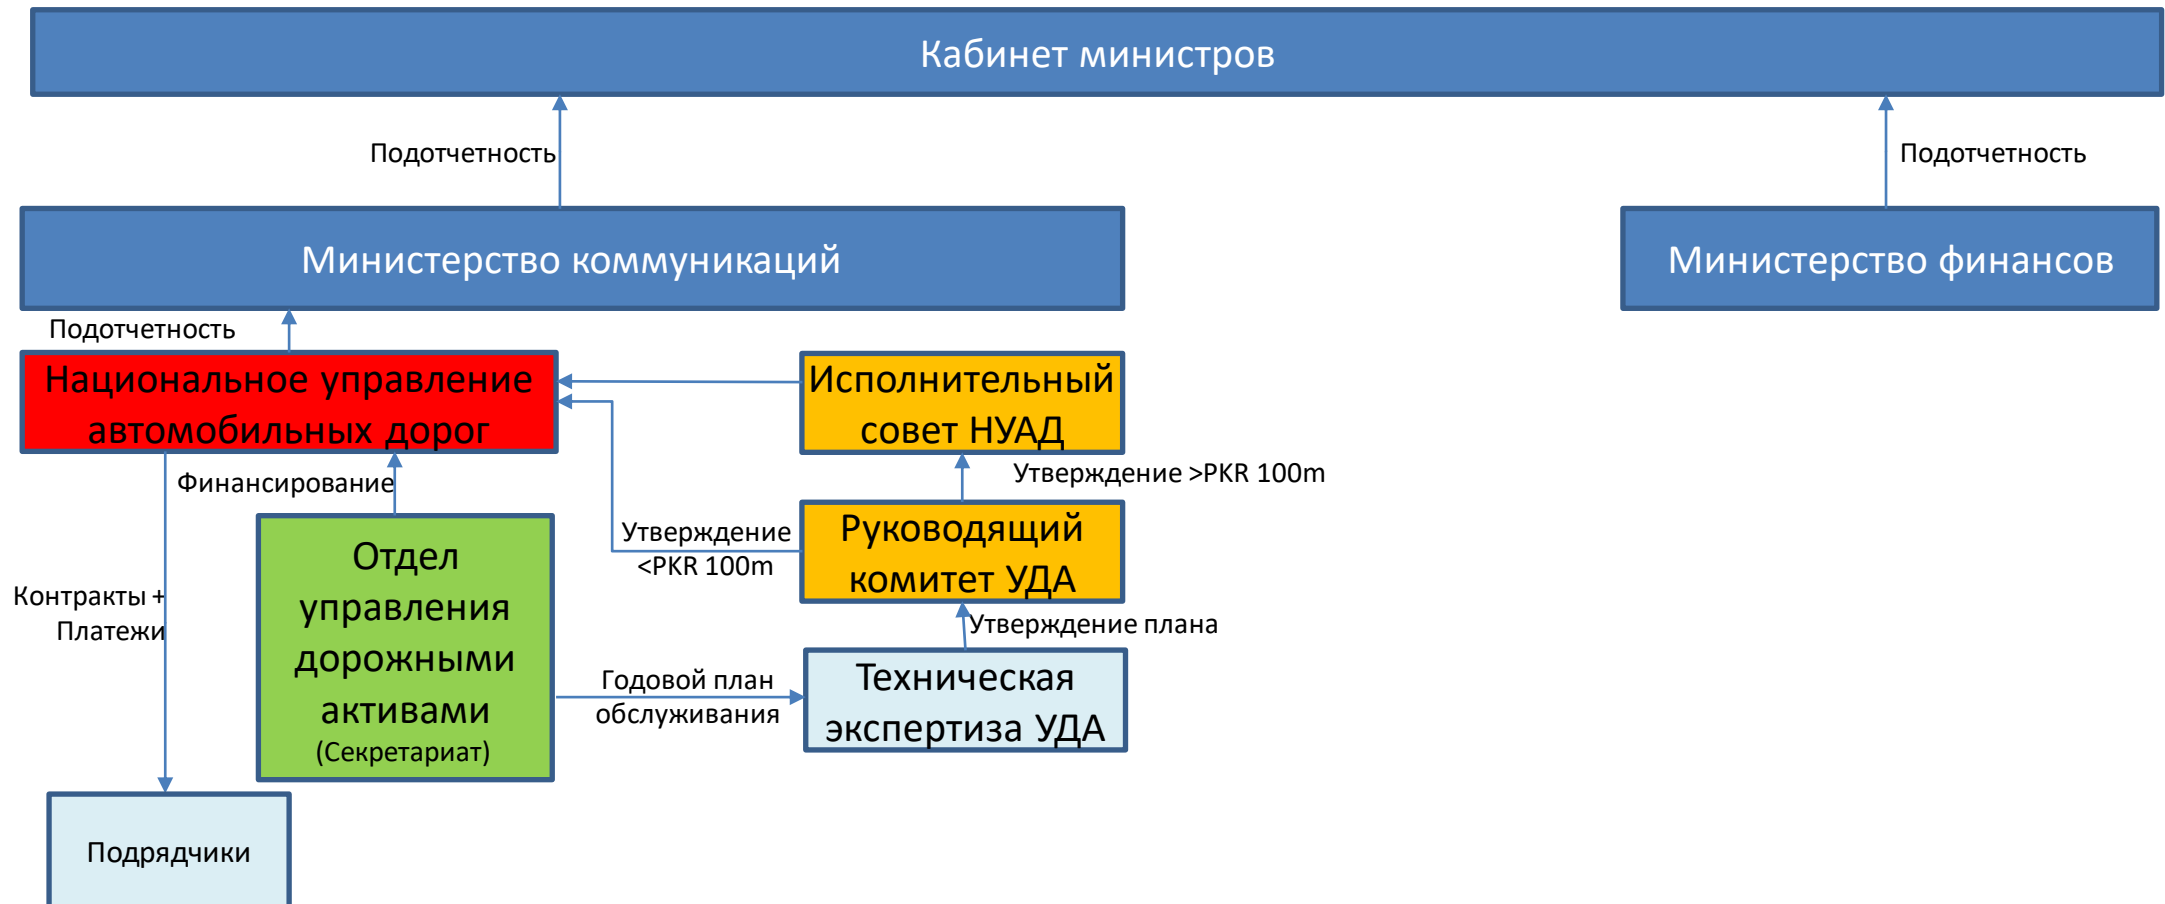 Кабинет министров
Подотчетность
Подотчетность
Министерство коммуникаций
Министерство финансов
Подотчетность
Национальное управление
автомобильных дорог
Исполнительный
совет НУАД
Финансирование
Утверждение >PKR 100m
Утверждение
<PKR 100m
Руководящий
комитет УДА
Отдел
управления
дорожными
активами
(Секретариат)
Контракты +
Платежи
Утверждение плана
Годовой план
обслуживания
Техническая
экспертиза УДА
Подрядчики